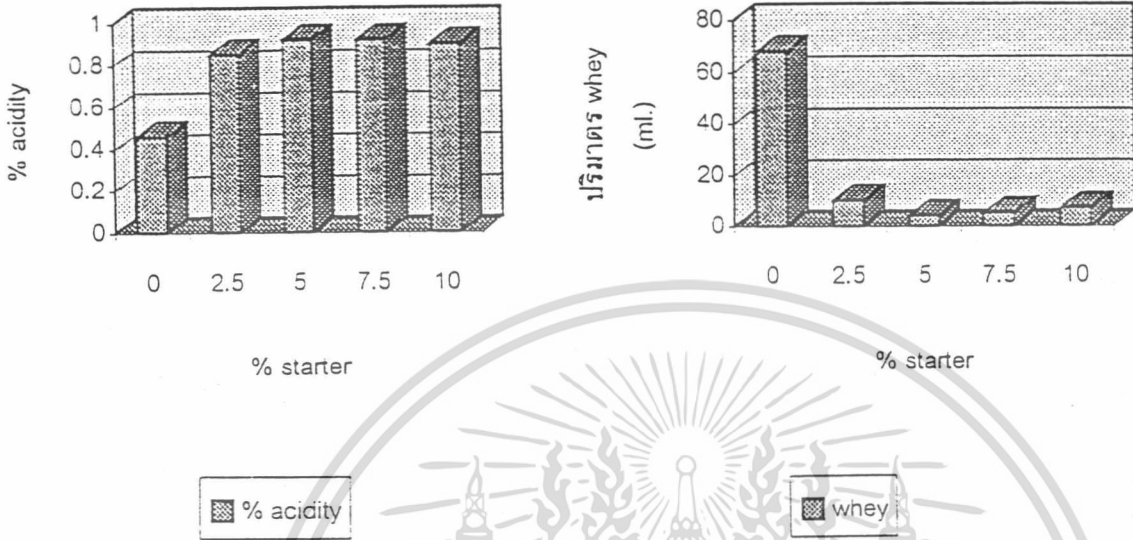 % acidity
1
0.8
0.6
0.4
0.2
0
0 2.5 5 7.5 10
% starter
% acidity
ปริมาตร whey
(ml.)
80
60
40
20
0
0 2.5 5 7.5 10
% starter
whey